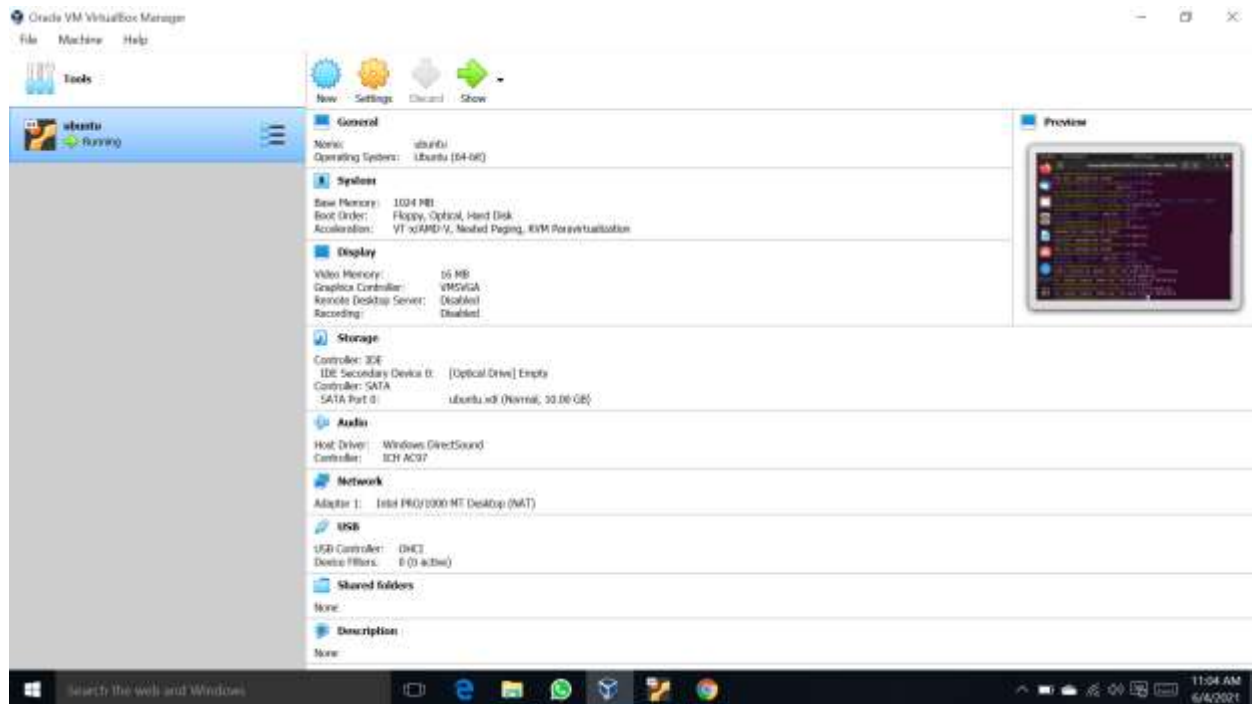 Oracle VM VirtualBox Manager
File Machine Help
Tools
New Settings Discard Show
ubuntu
Running
General
Name: ubuntu
Operating System: Ubuntu (64-bit)
System
Base Memory: 1024 MB
Boot Order: Floppy, Optical, Hard Disk
Acceleration: VT-x/AMD-V, Nested Paging, KVM Paravirtualization
Display
Video Memory: 16 MB
Graphics Controller: VMSVGA
Remote Desktop Server: Disabled
Recording: Disabled
Storage
Controller: IDE
IDE Secondary Device 0: [Optical Drive] Empty
Controller: SATA
SATA Port 0: ubuntu.vdi (Normal, 10.00 GB)
Audio
Host Driver: Windows DirectSound
Controller: ICH AC97
Network
Adapter 1: Intel PRO/1000 MT Desktop (NAT)
USB
USB Controller: OHCI
Device Filters: 0 (0 active)
Shared folders
None
Description
None
Preview
Search the web and Windows
11:04 AM
6/4/2021